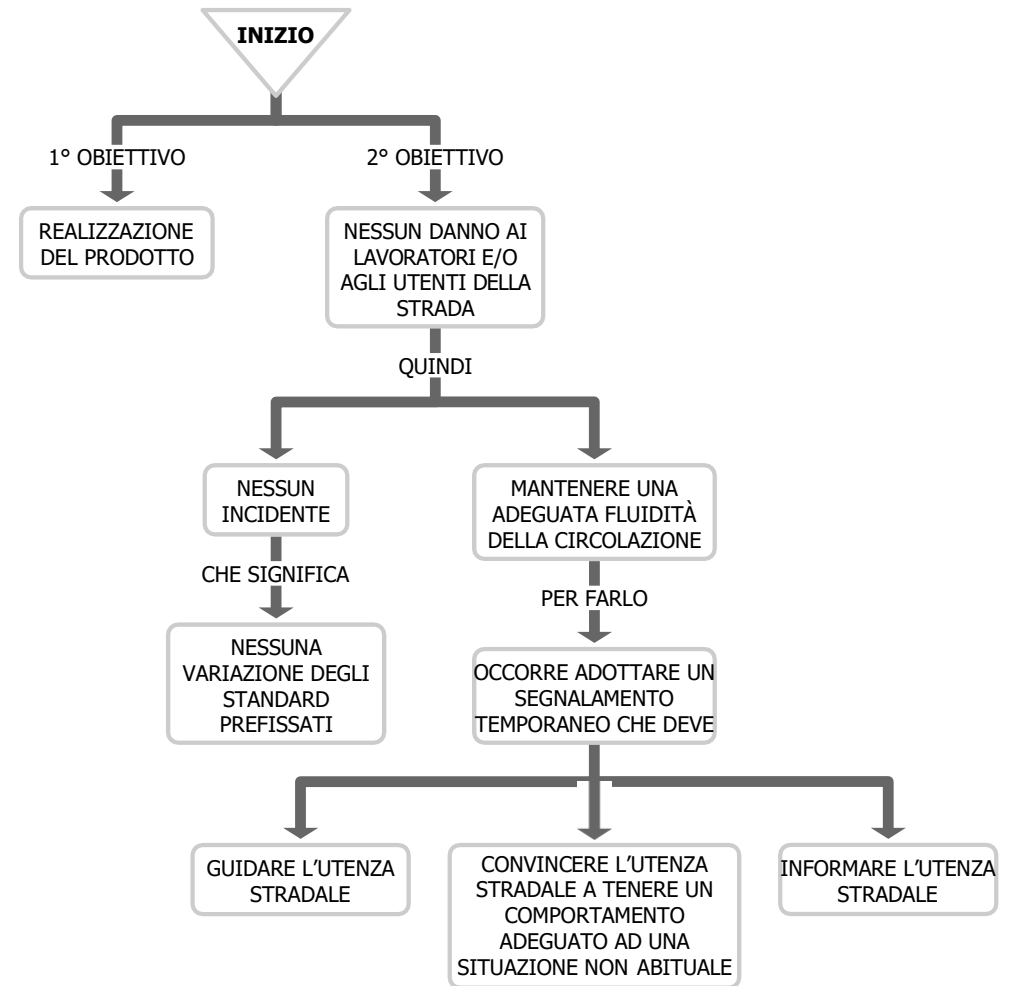 INIZIO
1° OBIETTIVO
2° OBIETTIVO
REALIZZAZIONE
DEL PRODOTTO
NESSUN DANNO AI
LAVORATORI E/O
AGLI UTENTI DELLA
STRADA
QUINDI
NESSUN
INCIDENTE
MANTENERE UNA
ADEGUATA FLUIDITÀ
DELLA CIRCOLAZIONE
CHE SIGNIFICA
PER FARLO
NESSUNA
VARIAZIONE DEGLI
STANDARD
PREFISSATI
OCCORRE ADOTTARE UN
SEGNALAMENTO
TEMPORANEO CHE DEVE
GUIDARE L’UTENZA
STRADALE
CONVINCERE L’UTENZA
STRADALE A TENERE UN
COMPORTAMENTO
ADEGUATO AD UNA
SITUAZIONE NON ABITUALE
INFORMARE L’UTENZA
STRADALE